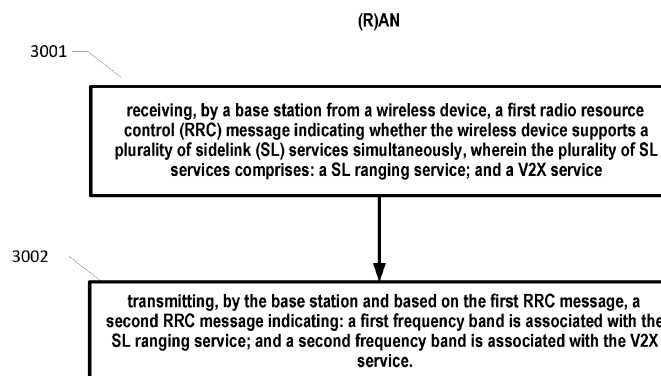 (R)AN
3001
receiving, by a base station from a wireless device, a first radio resource
control (RRC) message indicating whether the wireless device supports a
plurality of sidelink (SL) services simultaneously, wherein the plurality of SL
services comprises: a SL ranging service; and a V2X service
3002
transmitting, by the base station and based on the first RRC message, a
second RRC message indicating: a first frequency band is associated with the
SL ranging service; and a second frequency band is associated with the V2X
service.